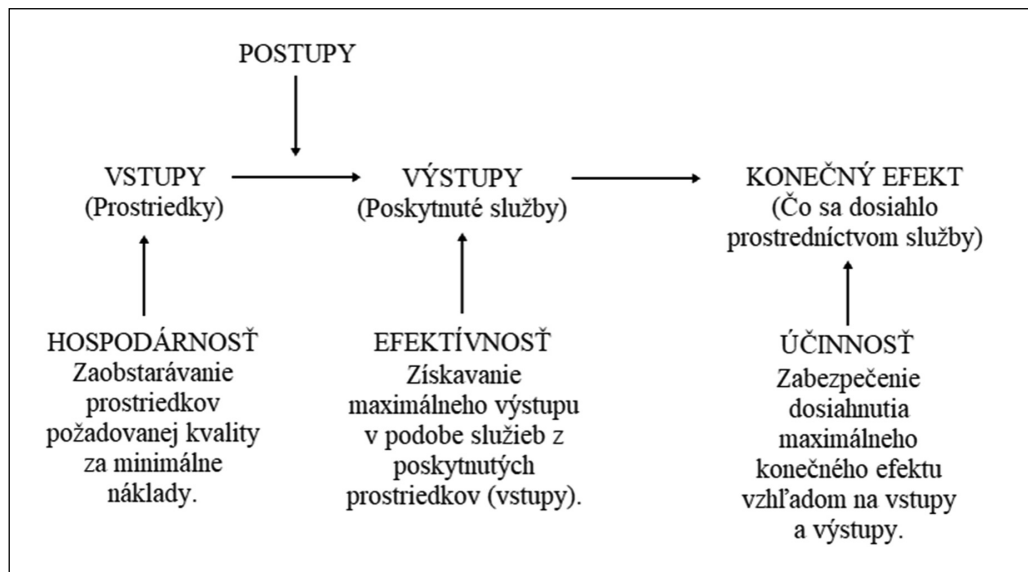 POSTUPY
VSTUPY
(Prostriedky)
VÝSTUPY
(Poskytnuté služby)
KONEČNÝ EFEKT
(Čo sa dosiahlo
prostredníctvom služby)
HOSPODÁRNOSŤ
Zaobstarávanie
prostriedkov
požadovanej kvality
za minimálne
náklady.
EFEKTÍVNOSŤ
Získavanie
maximálneho výstupu
v podobe služieb z
poskytnutých
prostriedkov (vstupy).
ÚČINNOSŤ
Zabezpečenie
dosiahnutia
maximálneho
konečného efektu
vzhľadom na vstupy
a výstupy.